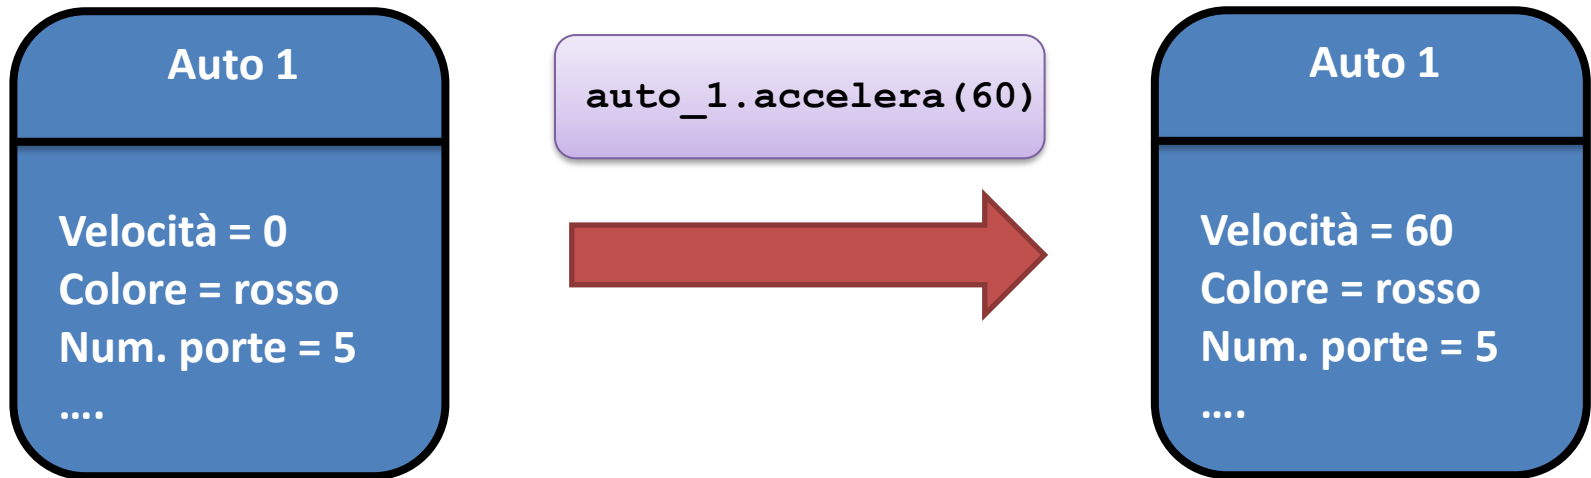 Auto 1
Velocità = 0
Colore = rosso
Num. porte = 5
....
auto_1.accelera(60)
Auto 1
Velocità = 60
Colore = rosso
Num. porte = 5
....